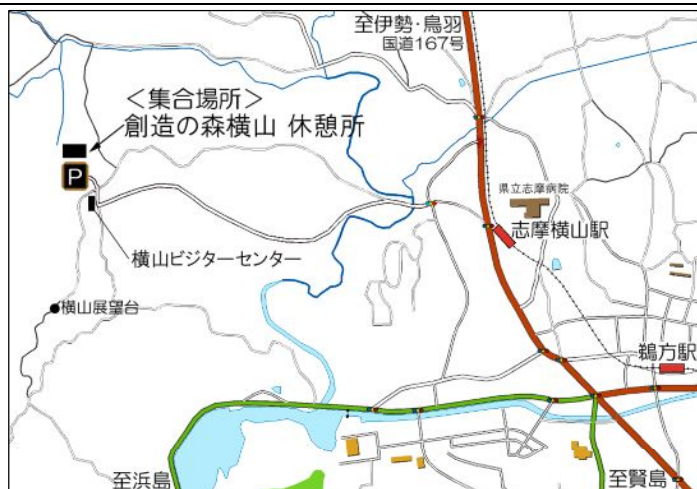 至伊勢・鳥羽
国道167号
＜集合場所＞
創造の森横山 休憩所
P
県立志摩病院
志摩横山駅
横山ビジターセンター
横山展望台
鵜方駅
至浜島
至賢島